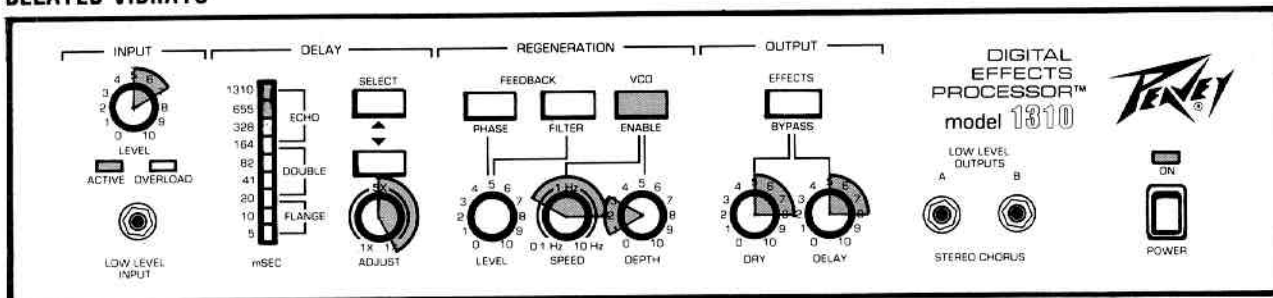 DELAYED VIBRATO
INPUT
DELAY
REGENERATION
OUTPUT
4 5 6
3
2 8
1 9
0 10
LEVEL
ACTIVE OVERLOAD
LOW LEVEL
INPUT
1310
655
328
164
82
41
20
10
5
mSEC
ECHO
DOUBLE
FLANGE
SELECT
.5X
1X 1
ADJUST
FEEDBACK
PHASE FILTER
VCO
ENABLE
4 5 6
3 7
2 8
1 9
0 10
LEVEL
1 Hz
0.1 Hz 10 Hz
SPEED
4 5 6
7
2 8
1 9
0 10
DEPTH
EFFECTS
BYPASS
4 5 6
3 7
2 8
1 9
0 10
DRY
4 5 6
3 7
2 8
1 9
0 10
DELAY
DIGITAL
EFFECTS
PROCESSOR™
model 1310
LOW LEVEL
OUTPUTS
A B
STEREO CHORUS
PEAVEY®
ON
POWER